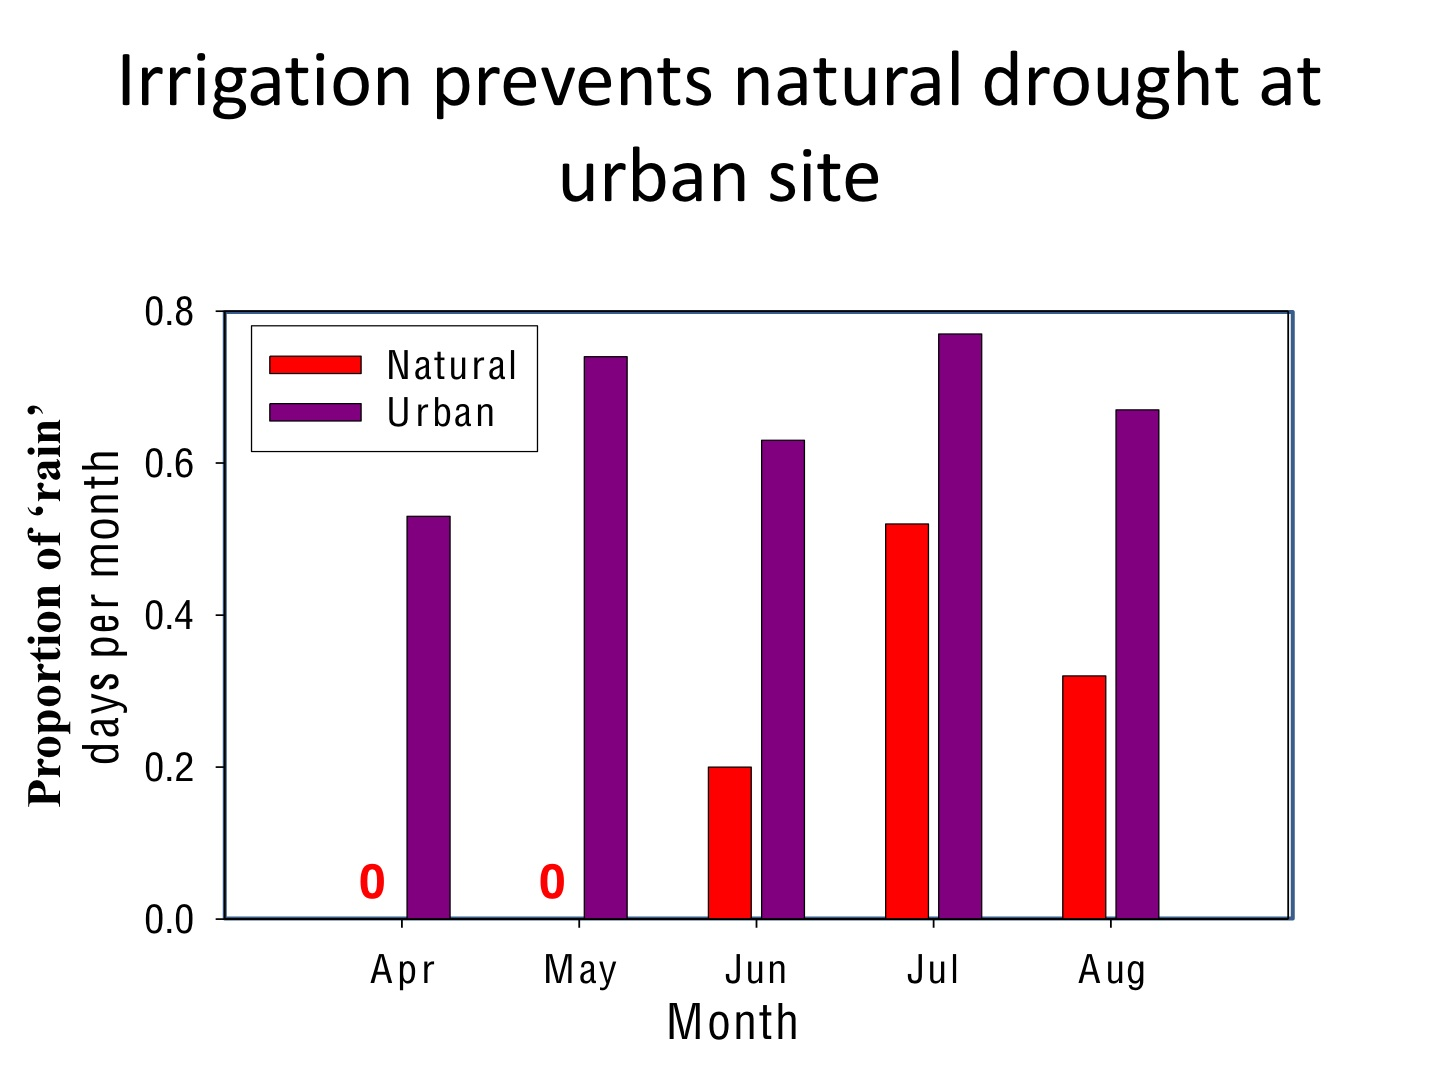 Irrigation prevents natural drought at
urban site
Proportion of ‘rain’
days per month
0.8
0.6
0.4
0.2
0.0
Natural
Urban
0
0
Apr
May
Jun
Jul
Aug
Month